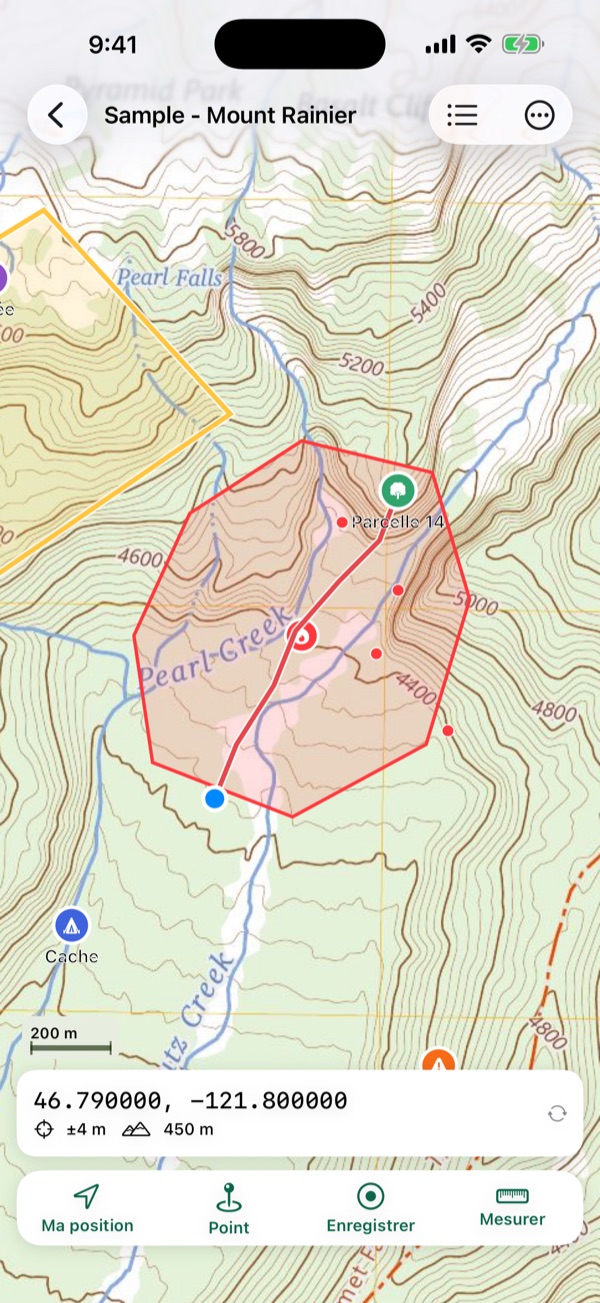 9:41
Pyramid Park
Basalt Cliff
Sample - Mount Rainier
5800
Pearl Falls
5400
5200
Parcelle 14
4600
5000
Pearl Creek
4400
4800
Cache
Creek
200 m
4800
46.790000, -121.800000
±4 m 450 m
Ma position
Point
Enregistrer
Mesurer